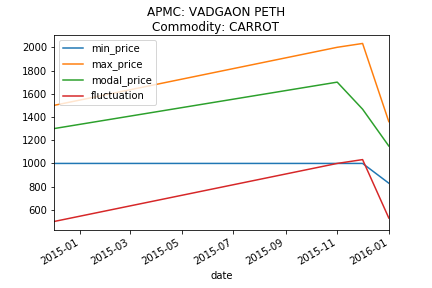 APMC: VADGAON PETH
Commodity: CARROT
min_price
max_price
modal_price
fluctuation
2000
1800
1600
1400
1200
1000
800
600
2015-01
2015-03
2015-05
2015-07
2015-09
2015-11
2016-01
date